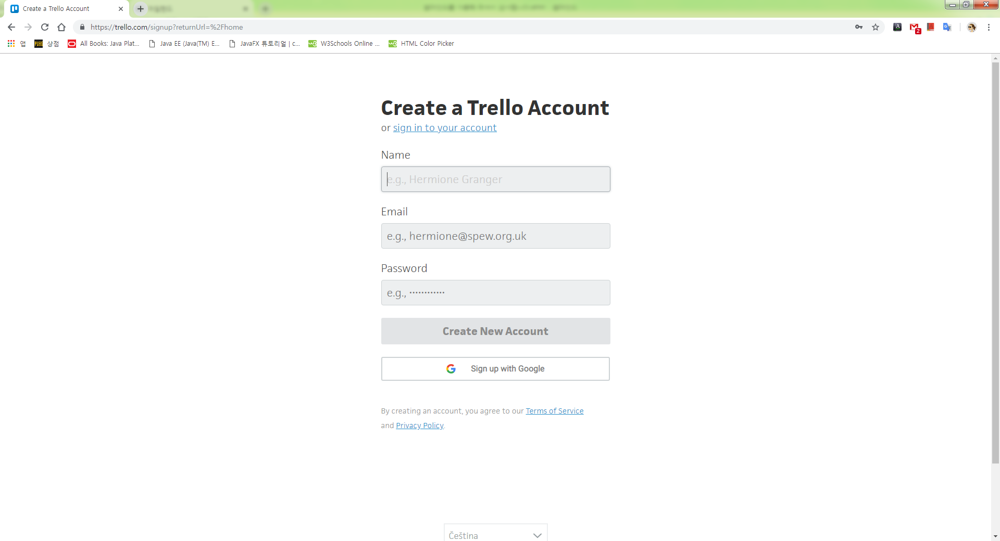 Create a Trello Account
https://trello.com/signup?returnUrl=%2Fhome
2
앱
PUBG 상점
All Books: Java Plat...
Java EE (Java(TM) E...
JavaFX 튜토리얼 | c...
W3Schools Online ...
HTML Color Picker
Create a Trello Account
or sign in to your account
Name
e.g., Hermione Granger
Email
e.g., hermione@spew.org.uk
Password
e.g., ••••••••••••
Create New Account
Sign up with Google
By creating an account, you agree to our Terms of Service
and Privacy Policy.
Čeština